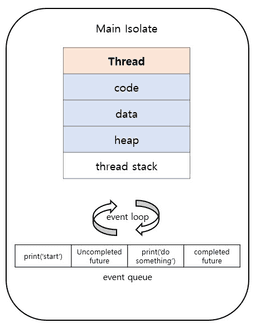 Main Isolate
Thread
code
data
heap
thread stack
event loop
print('start')
Uncompleted
future
print('do
something')
completed
future
event queue